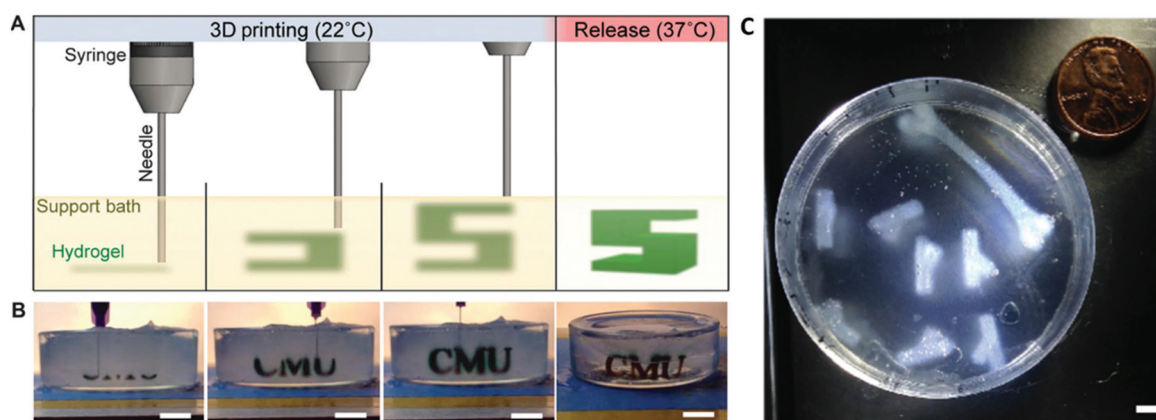 A
3D printing (22˚C)
Release (37˚C)
Syringe
Needle
Support bath
Hydrogel
B
CMU
CMU
CMU
C